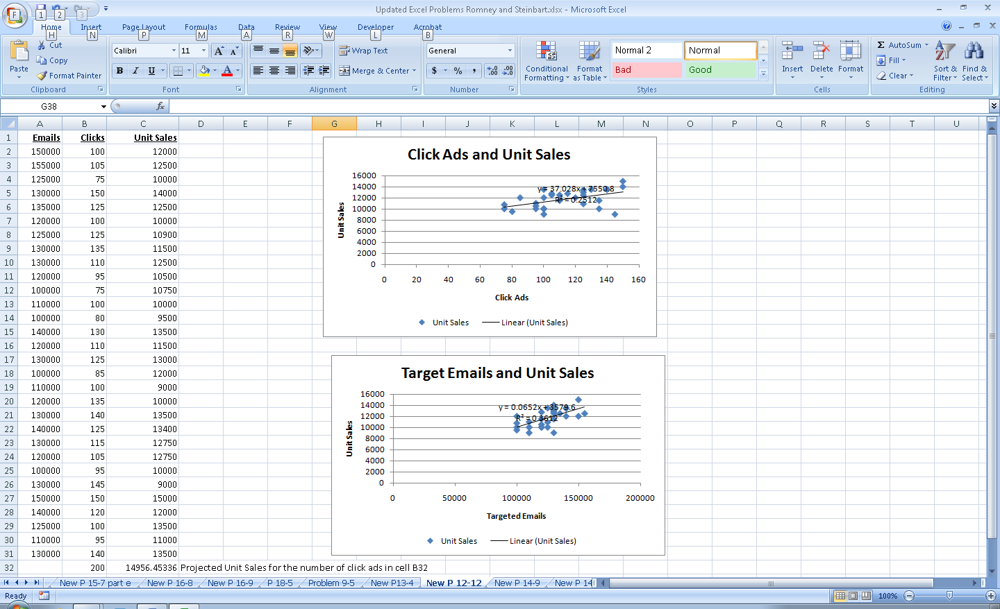 Updated Excel Problems Romney and Steinbart.xlsx - Microsoft Excel
F 1 2 3
Home Insert Page Layout Formulas Data Review View Developer Acrobat
H N P M A R W L B
Paste Cut Copy Format Painter Clipboard
Calibri 11 B I U Font
Wrap Text Merge & Center Alignment
General $ % , Number
Conditional Formatting Format as Table Normal 2 Normal Bad Good Styles
Insert Delete Format Cells
Σ AutoSum Fill Clear Sort & Filter Find & Select Editing
G38 fx
A B C D E F G H I J K L M N O P Q R S T U
1 Emails Clicks Unit Sales
2 150000 100 12000
3 155000 105 12500
4 125000 75 10000
5 130000 150 14000
6 135000 125 12500
7 120000 100 10000
8 125000 125 10900
9 130000 135 11500
10 130000 110 12500
11 120000 95 10500
12 100000 75 10750
13 110000 100 10000
14 100000 80 9500
15 140000 130 13500
16 120000 110 11500
17 130000 125 13000
18 100000 85 12000
19 110000 100 9000
20 120000 135 10000
21 130000 140 13500
22 140000 125 13400
23 130000 115 12750
24 120000 105 12750
25 100000 95 10000
26 130000 145 9000
27 150000 150 15000
28 140000 120 12000
29 125000 100 13500
30 110000 95 11000
31 130000 140 13500
32 200 14956.45336 Projected Unit Sales for the number of click ads in cell B32
Click Ads and Unit Sales
16000
14000
12000
10000
8000
6000
4000
2000
0
Unit Sales
y = 37.028x + 7550.8
R² = 0.2512
0 20 40 60 80 100 120 140 160
Click Ads
Unit Sales Linear (Unit Sales)
Target Emails and Unit Sales
16000
14000
12000
10000
8000
6000
4000
2000
0
Unit Sales
y = 0.0652x + 3579.6
R² = 0.3612
0 50000 100000 150000 200000
Targeted Emails
Unit Sales Linear (Unit Sales)
New P 15-7 part e New P 16-8 New P 16-9 P 18-5 Problem 9-5 New P13-4 New P 12-12 New P 14-9 New P 14
Ready 100%